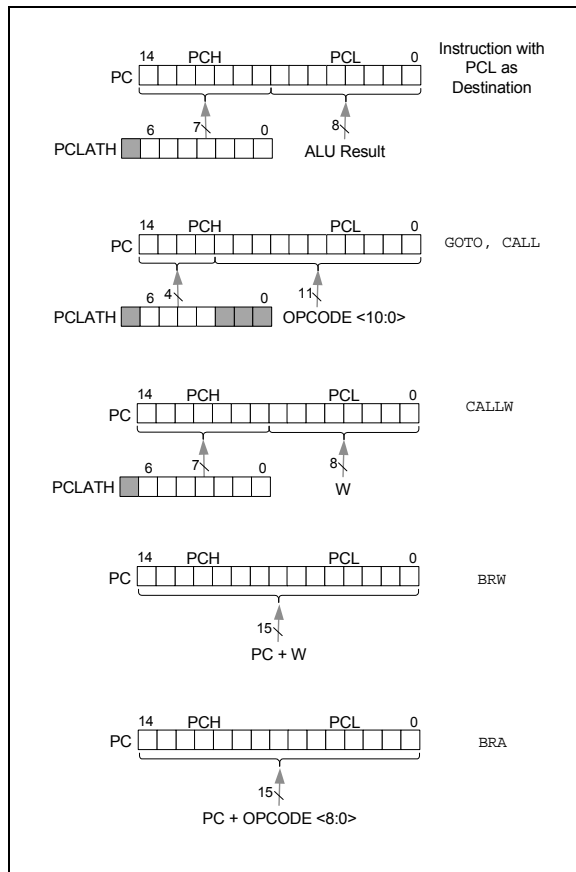 14 PCH PCL 0
PC
Instruction with
PCL as
Destination
6 7 0 8
PCLATH ALU Result
14 PCH PCL 0
PC
GOTO, CALL
6 4 0 11
PCLATH OPCODE <10:0>
14 PCH PCL 0
PC
CALLW
6 7 0 8
PCLATH W
14 PCH PCL 0
PC
BRW
15
PC + W
14 PCH PCL 0
PC
BRA
15
PC + OPCODE <8:0>